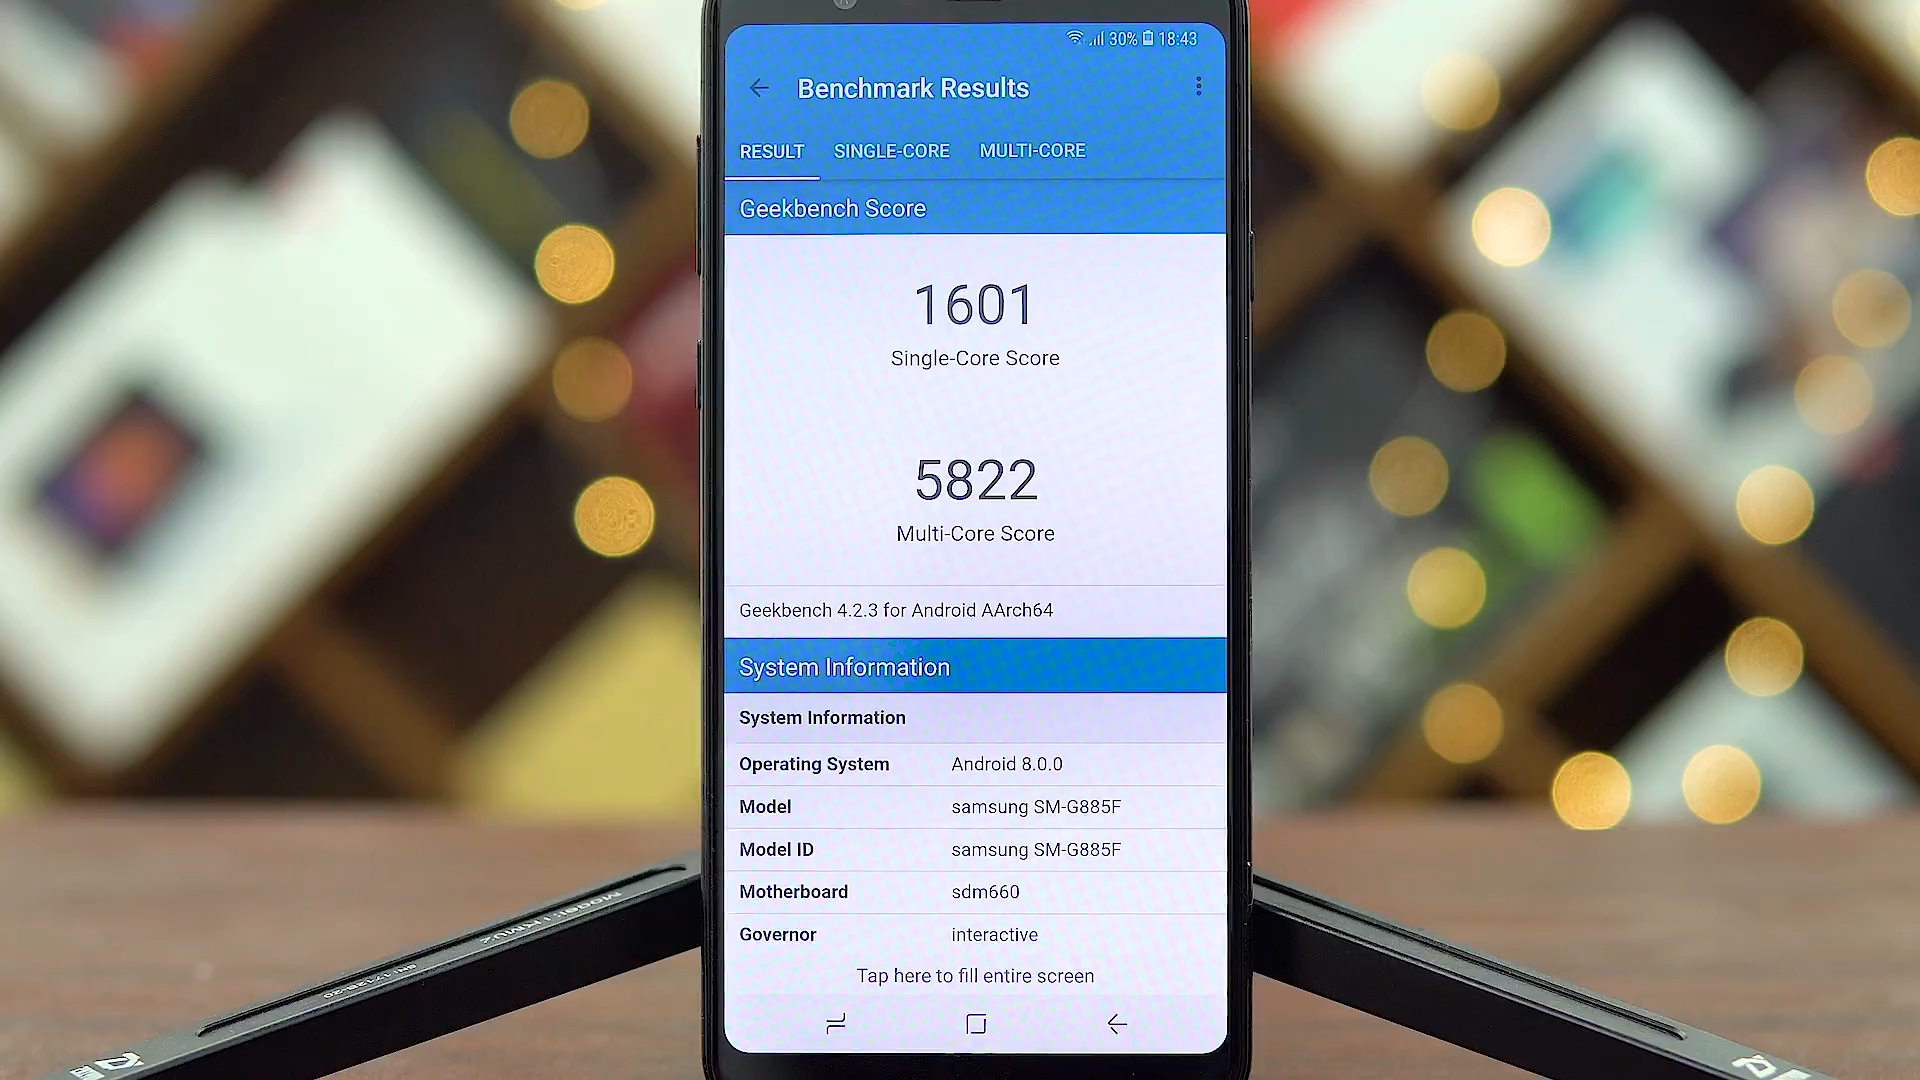 30% 18:43
Benchmark Results
RESULT SINGLE-CORE MULTI-CORE
Geekbench Score
1601
Single-Core Score
5822
Multi-Core Score
Geekbench 4.2.3 for Android AArch64
System Information
System Information
Operating System Android 8.0.0
Model samsung SM-G885F
Model ID samsung SM-G885F
Motherboard sdm660
Governor interactive
Tap here to fill entire screen